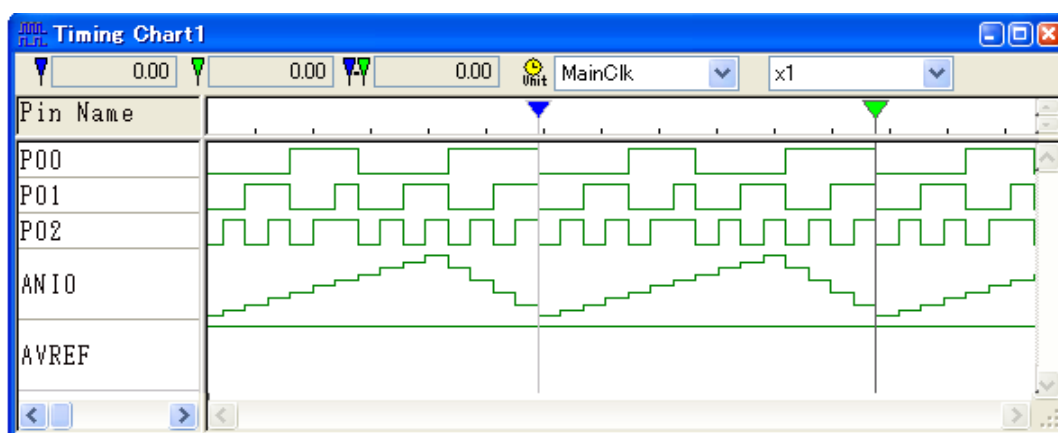 Timing Chart1
0.00 0.00 0.00 Unit MainClk x1
Pin Name
P00
P01
P02
ANI0
AVREF